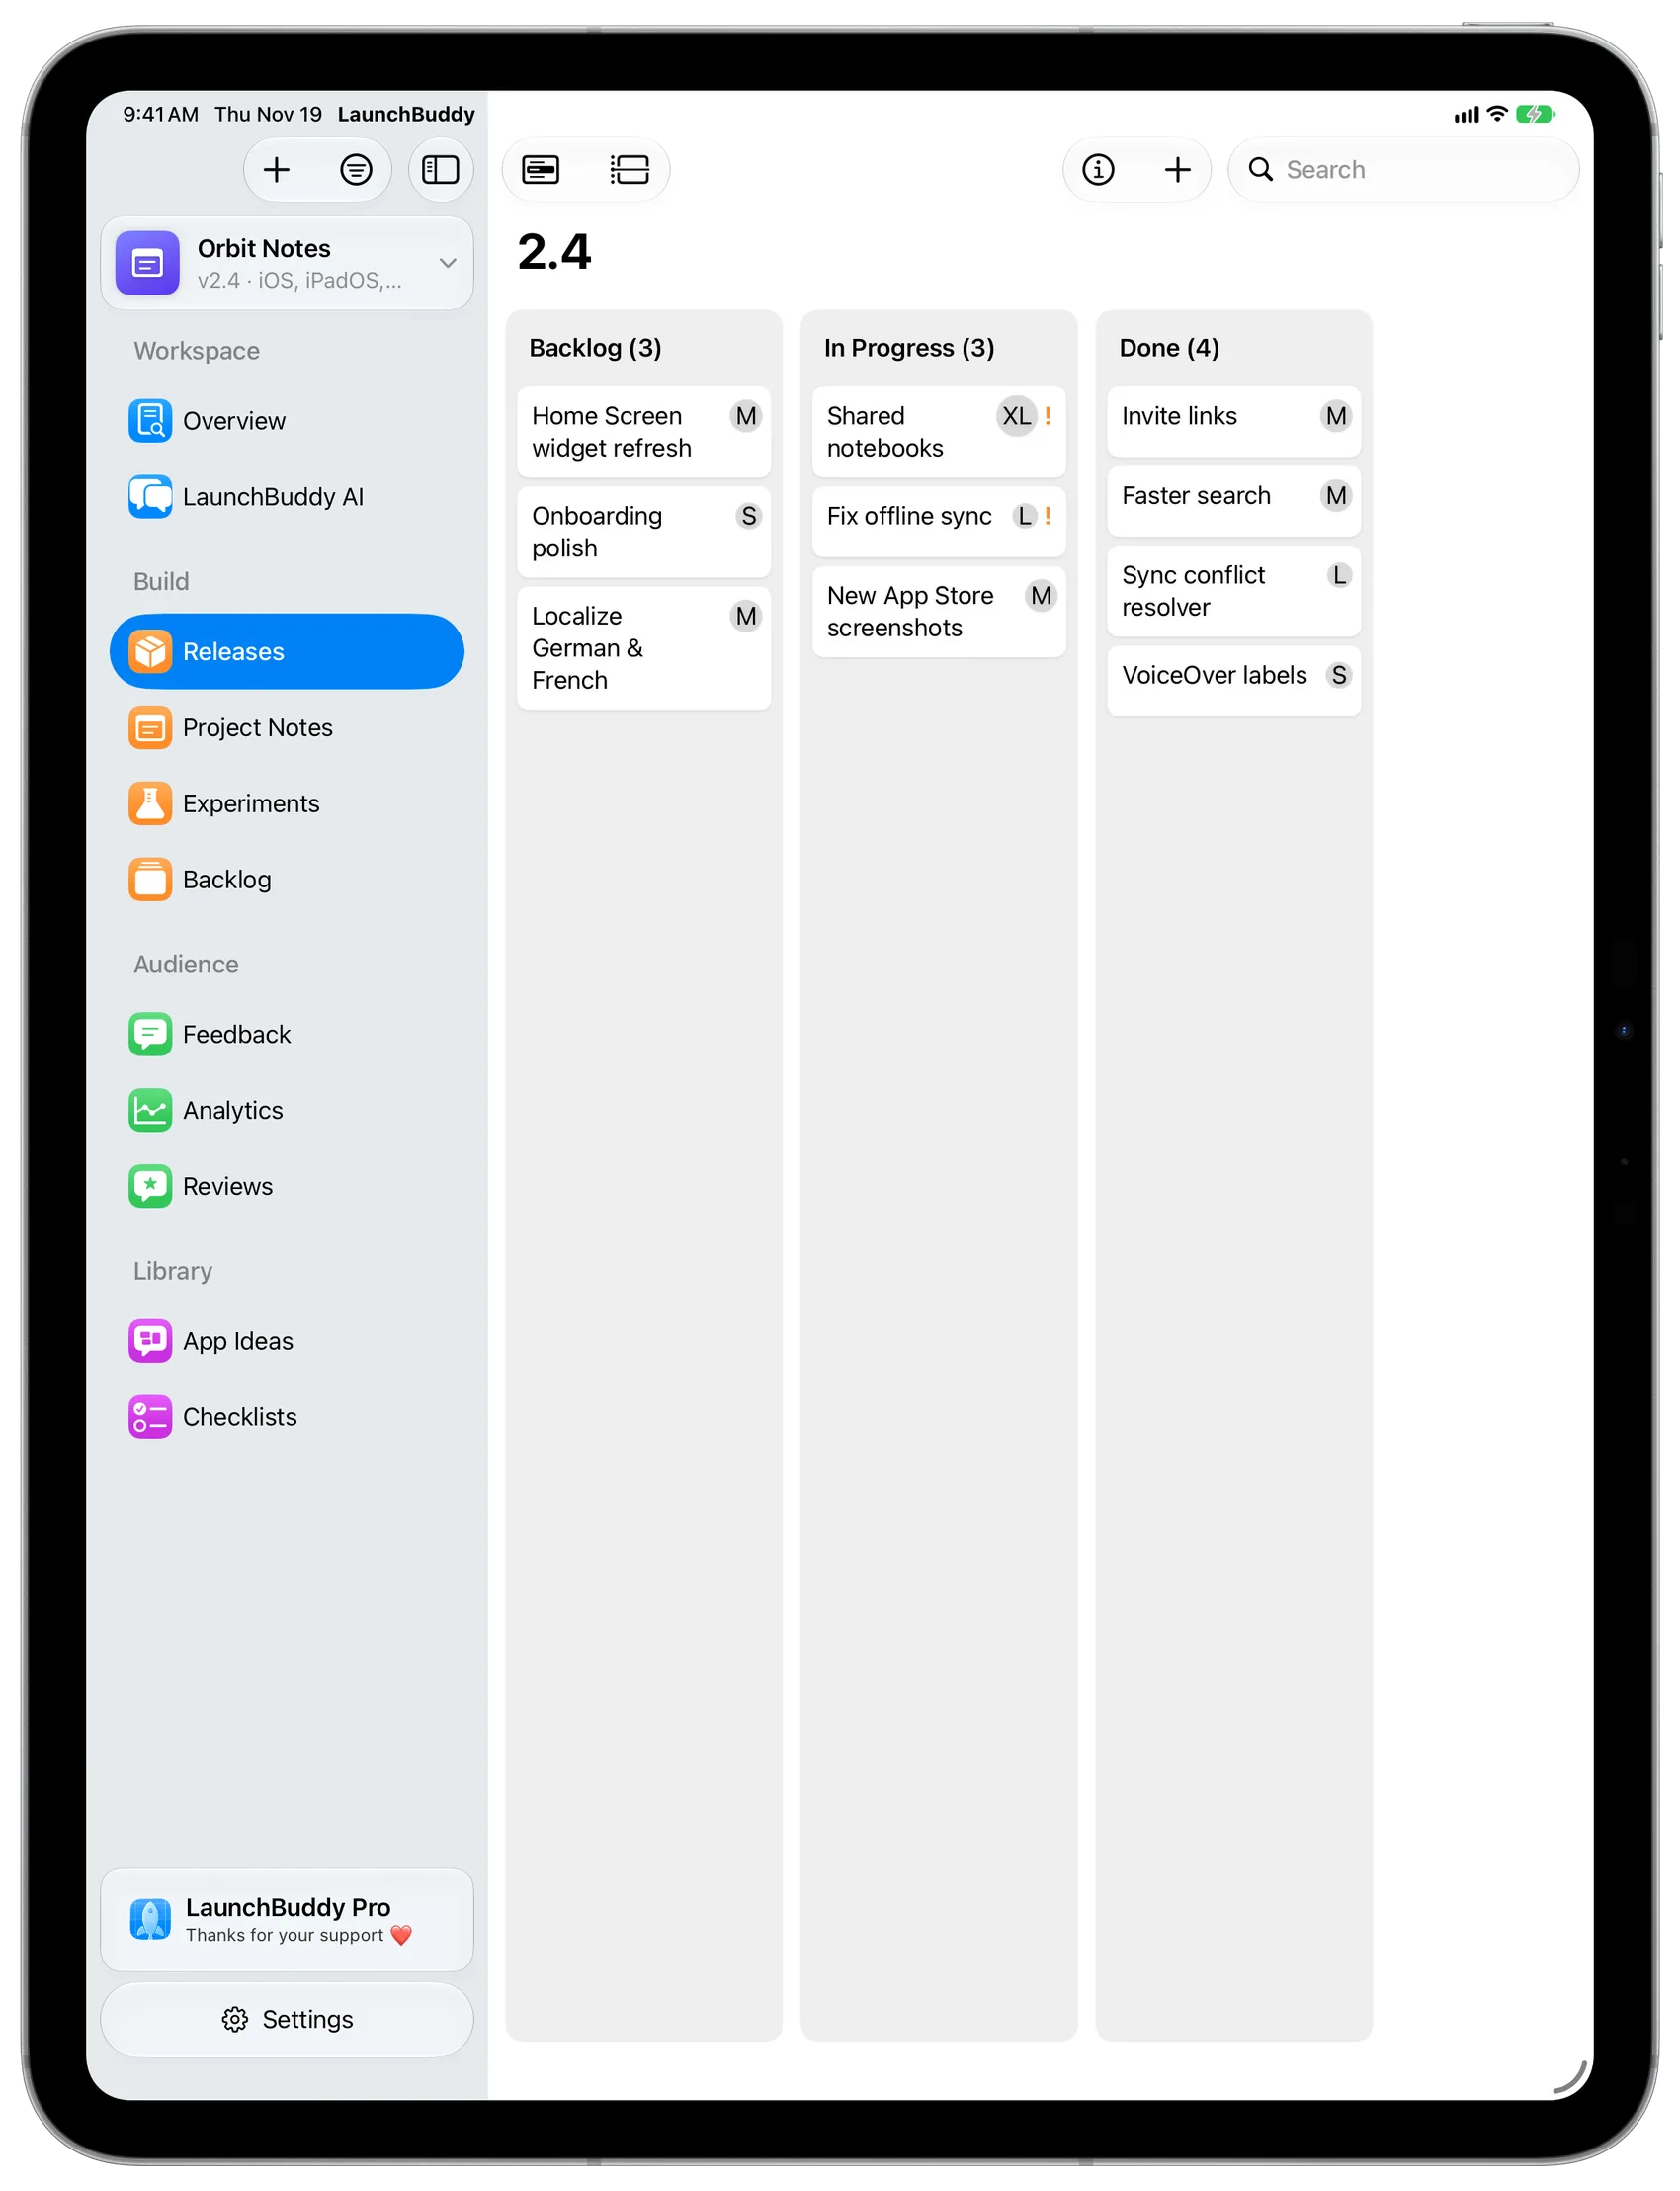 9:41 AM Thu Nov 19 LaunchBuddy
Search
Orbit Notes
v2.4 · iOS, iPadOS,...
Workspace
Overview
LaunchBuddy AI
Build
Releases
Project Notes
Experiments
Backlog
Audience
Feedback
Analytics
Reviews
Library
App Ideas
Checklists
LaunchBuddy Pro
Thanks for your support ❤️
Settings
2.4
Backlog (3)
Home Screen M
widget refresh
Onboarding S
polish
Localize M
German &
French
In Progress (3)
Shared XL !
notebooks
Fix offline sync L !
New App Store M
screenshots
Done (4)
Invite links M
Faster search M
Sync conflict L
resolver
VoiceOver labels S